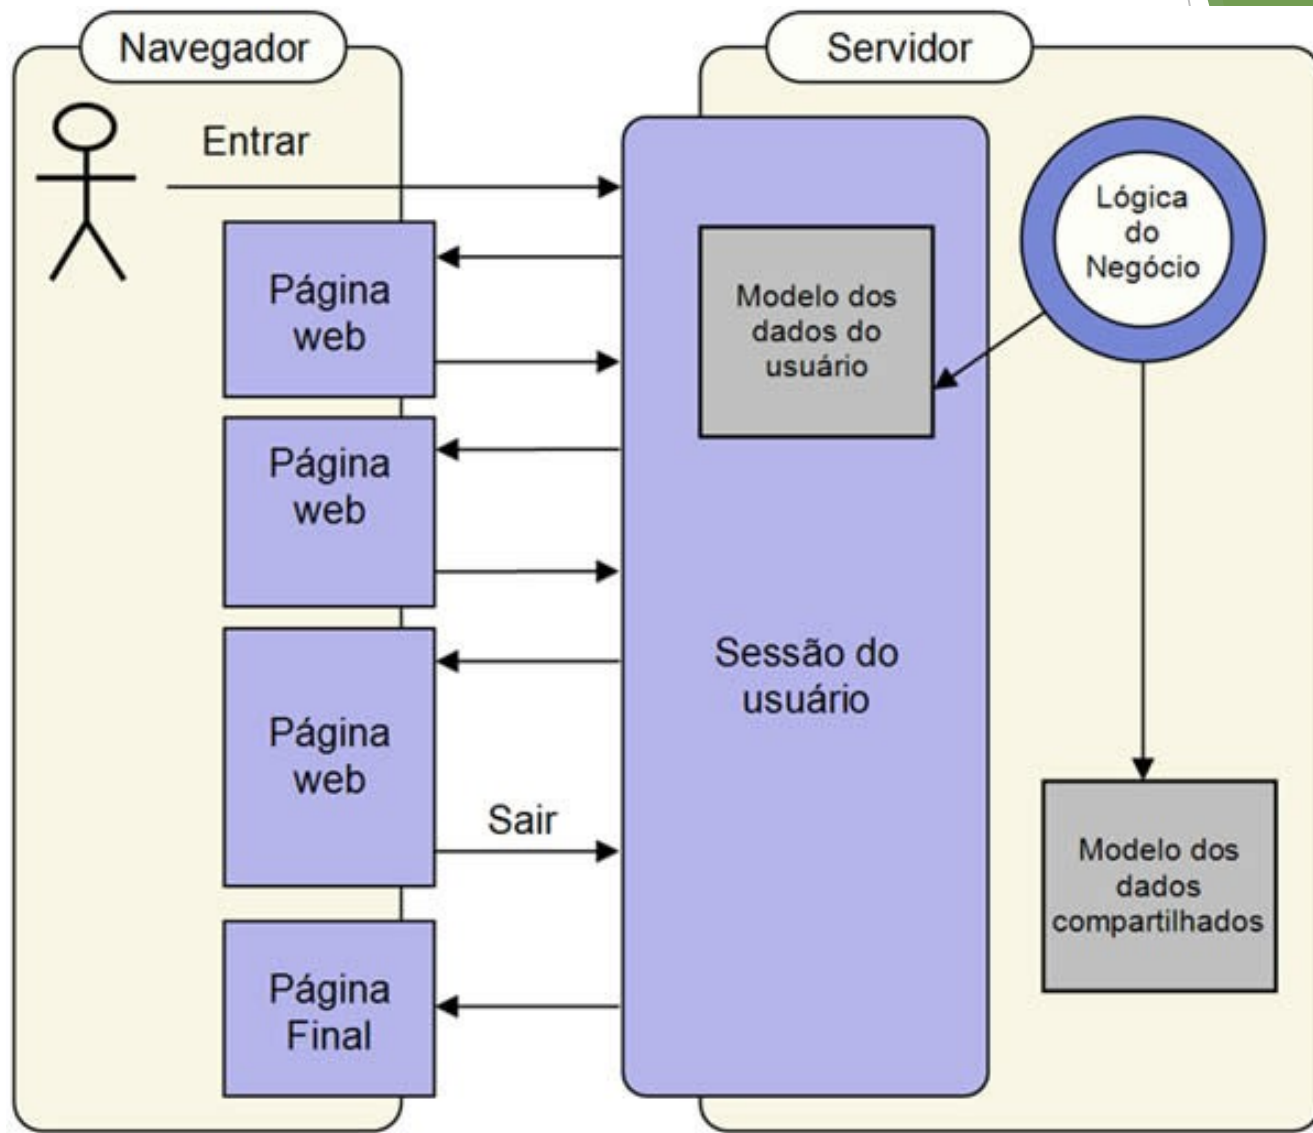 Navegador
Servidor
Entrar
Lógica
do
Negócio
Página
web
Modelo dos
dados do
usuário
Página
web
Sessão do
usuário
Página
web
Sair
Modelo dos
dados
compartilhados
Página
Final